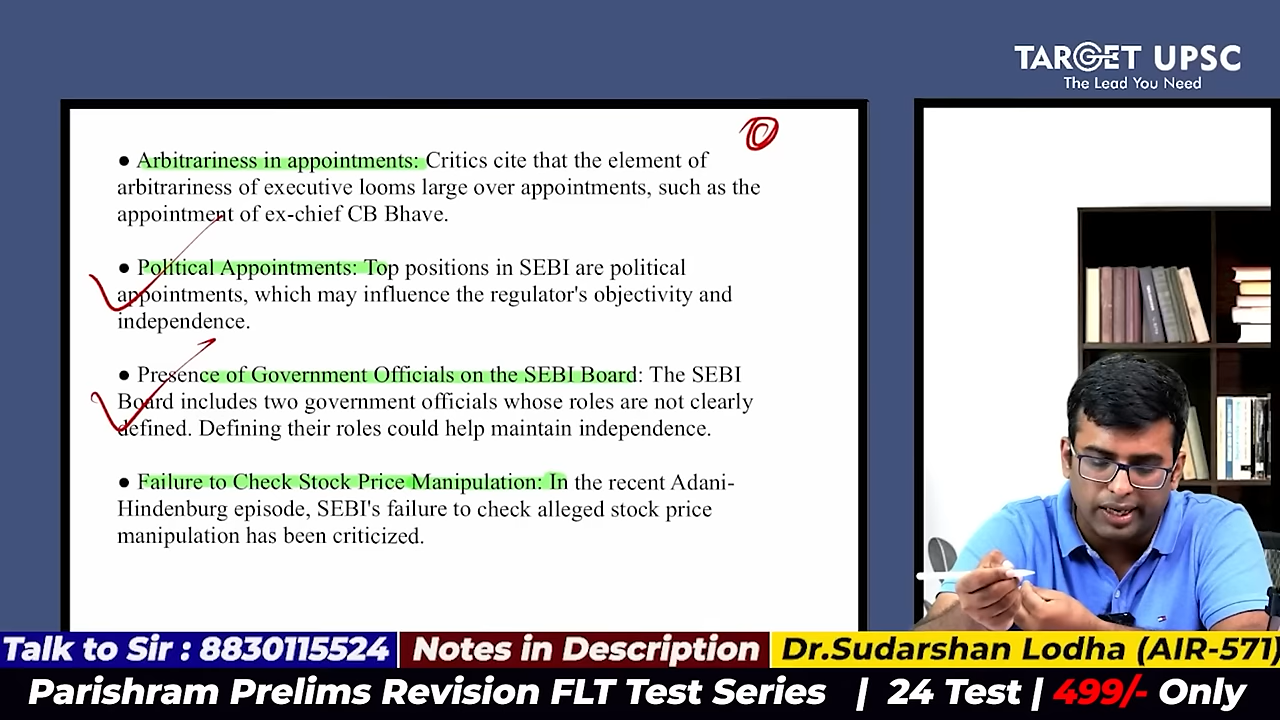 TARGET UPSC
The Lead You Need
● Arbitrariness in appointments: Critics cite that the element of
arbitrariness of executive looms large over appointments, such as the
appointment of ex-chief CB Bhave.
● Political Appointments: Top positions in SEBI are political
appointments, which may influence the regulator's objectivity and
independence.
● Presence of Government Officials on the SEBI Board: The SEBI
Board includes two government officials whose roles are not clearly
defined. Defining their roles could help maintain independence.
● Failure to Check Stock Price Manipulation: In the recent Adani-
Hindenburg episode, SEBI's failure to check alleged stock price
manipulation has been criticized.
Talk to Sir : 8830115524 Notes in Description Dr.Sudarshan Lodha (AIR-571)
Parishram Prelims Revision FLT Test Series | 24 Test | 499/- Only